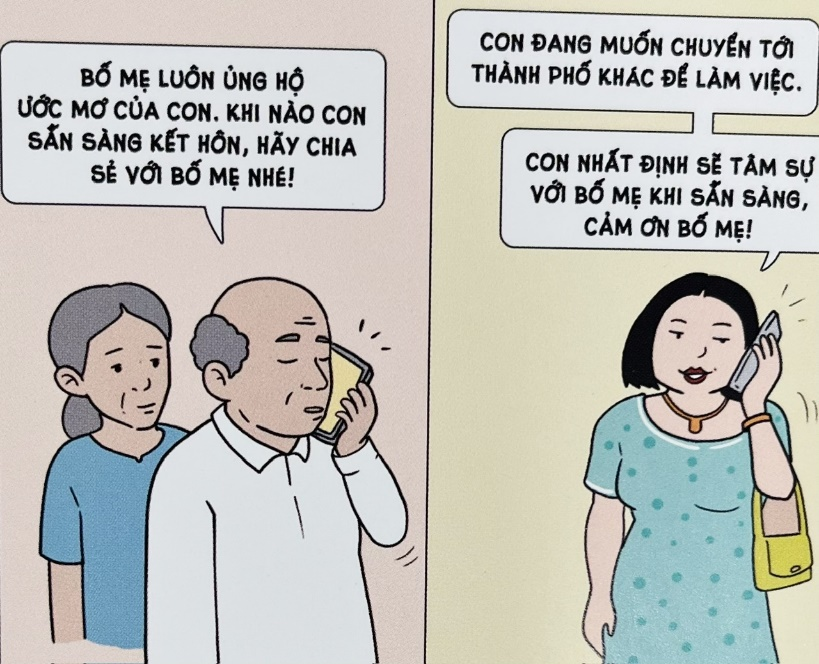 BỐ MẸ LUÔN ỦNG HỘ
ƯỚC MƠ CỦA CON. KHI NÀO CON
SẴN SÀNG KẾT HÔN, HÃY CHIA
SẺ VỚI BỐ MẸ NHÉ!
CON ĐANG MUỐN CHUYỂN TỚI
THÀNH PHỐ KHÁC ĐỂ LÀM VIỆC.
CON NHẤT ĐỊNH SẼ TÂM SỰ
VỚI BỐ MẸ KHI SẴN SÀNG,
CẢM ƠN BỐ MẸ!